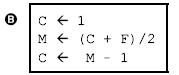 B
C ← 1
M ← (C + F)/2
C ← M - 1